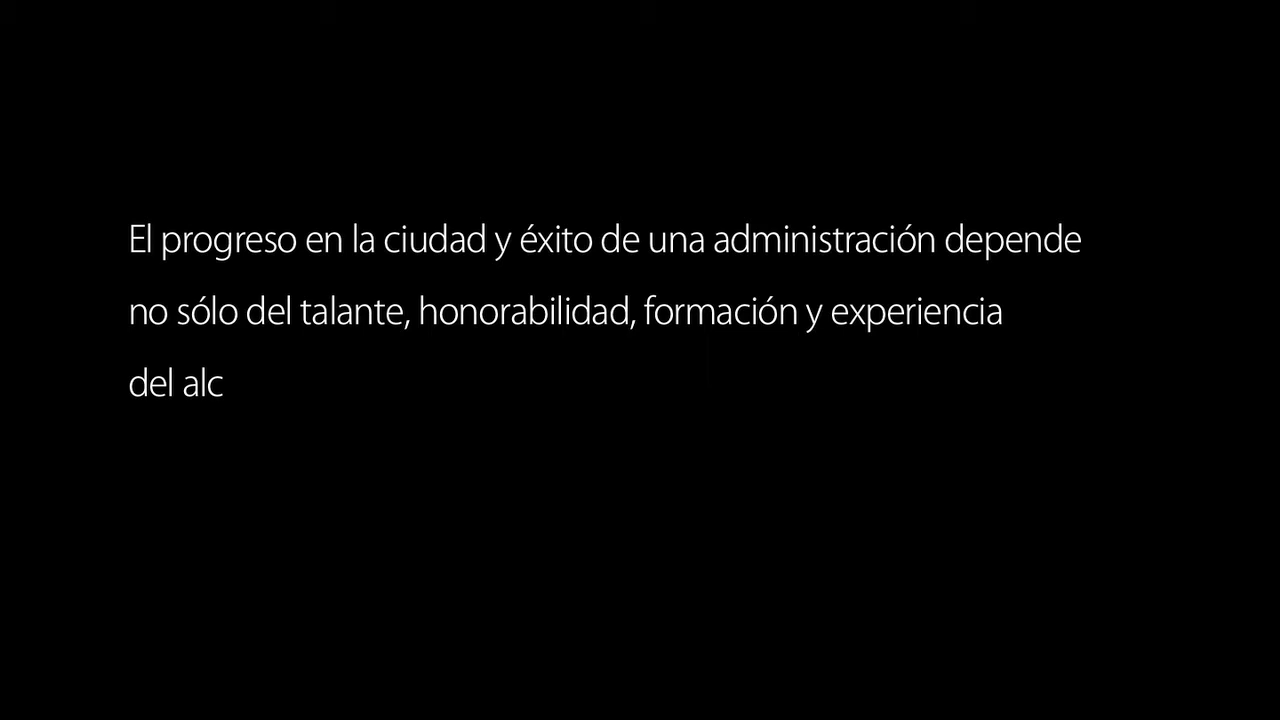 El progreso en la ciudad y éxito de una administración depende
no sólo del talante, honorabilidad, formación y experiencia
del alc